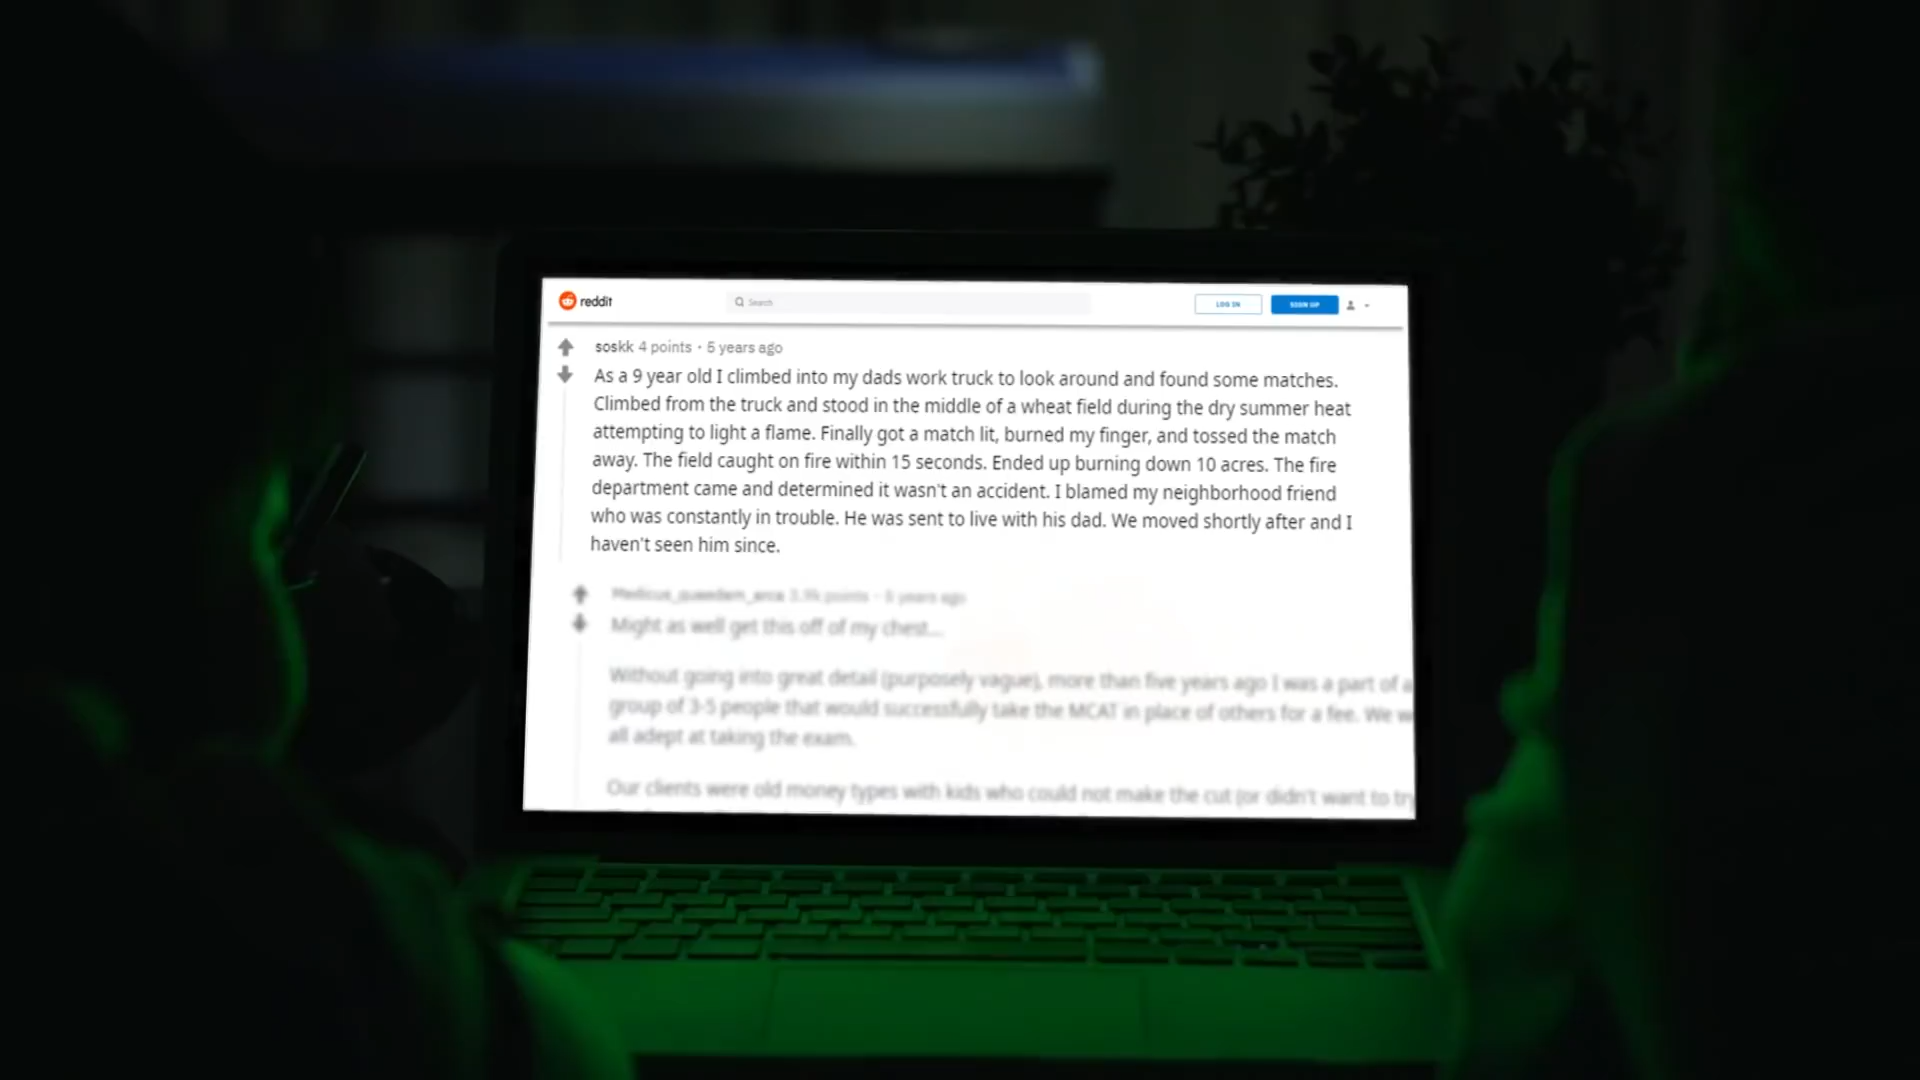 reddit
Search
LOG IN
SIGN UP
soskk 4 points · 5 years ago
As a 9 year old I climbed into my dads work truck to look around and found some matches.
Climbed from the truck and stood in the middle of a wheat field during the dry summer heat
attempting to light a flame. Finally got a match lit, burned my finger, and tossed the match
away. The field caught on fire within 15 seconds. Ended up burning down 10 acres. The fire
department came and determined it wasn't an accident. I blamed my neighborhood friend
who was constantly in trouble. He was sent to live with his dad. We moved shortly after and I
haven't seen him since.
points · 5 years ago
Might as well get this off of my chest...
Without going into great detail (purposely vague), more than five years ago I was a part of a
group of 3-5 people that would successfully take the MCAT in place of others for a fee. We
all adept at taking the exam.
Our clients were old money types with kids who could not make the cut (or didn't want to